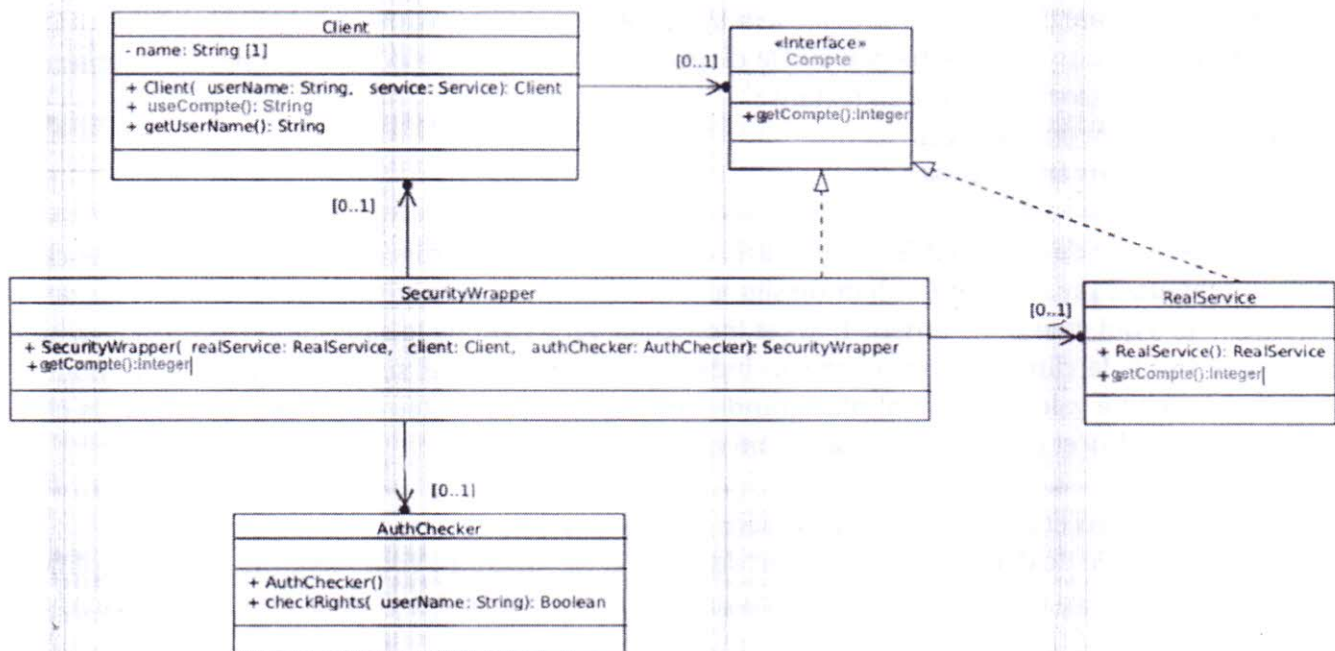 Client
- name: String [1]
+ Client( userName: String, service: Service): Client
+ useCompte(): String
+ getUserName(): String
[0..1]
«Interface»
Compte
+getCompte():Integer
[0..1]
SecurityWrapper
+ SecurityWrapper( realService: RealService, client: Client, authChecker: AuthChecker): SecurityWrapper
+getCompte():Integer
[0..1]
RealService
+ RealService(): RealService
+getCompte():Integer
[0..1]
AuthChecker
+ AuthChecker()
+ checkRights( userName: String): Boolean